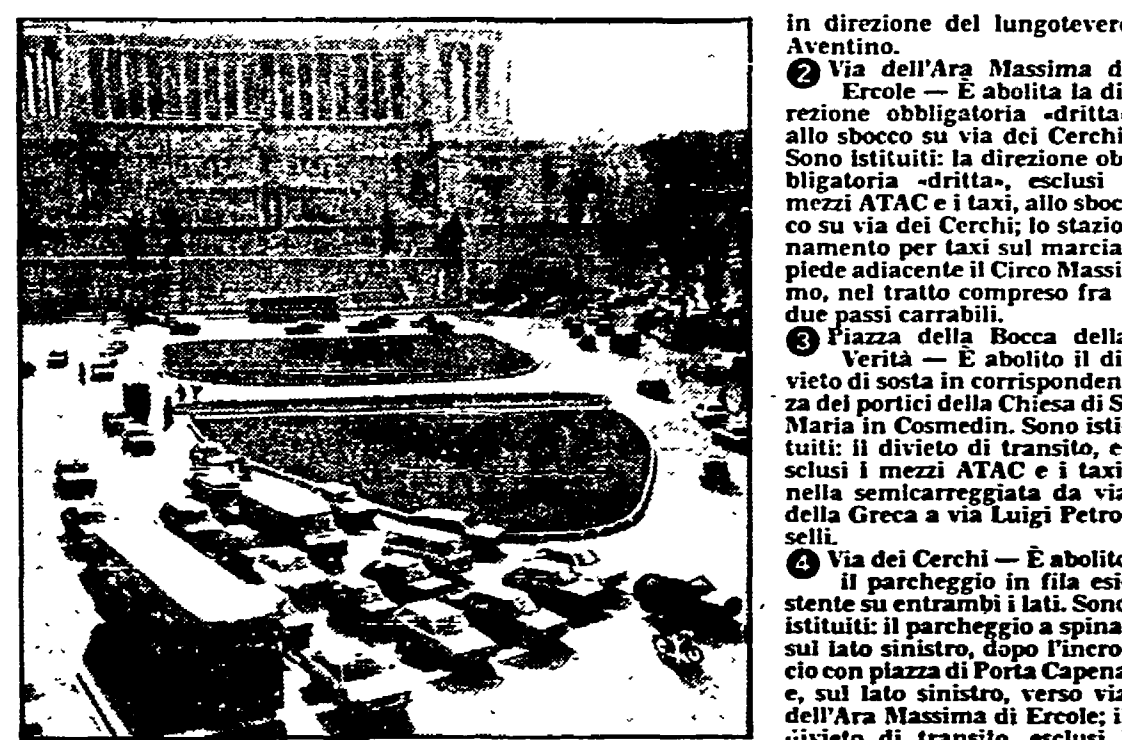 in direzione del lungotevere
Aventino.
2 Via dell'Ara Massima d
Ercole — È abolita la di
rezione obbligatoria «dritta»
allo sbocco su via dei Cerchi
Sono istituiti: la direzione ob
bligatoria «dritta», esclusi
mezzi ATAC e i taxi, allo sboc
co su via dei Cerchi; lo stazio
namento per taxi sul marcia
piede adiacente il Circo Massi
mo, nel tratto compreso fra
due passi carrabili.
3 Piazza della Bocca della
Verità — È abolito il di
vieto di sosta in corrisponden
za dei portici della Chiesa di S
Maria in Cosmedin. Sono isti
tuiti: il divieto di transito, e
sclusi i mezzi ATAC e i taxi
nella semicarreggiata da via
della Greca a via Luigi Petro
selli.
4 Via dei Cerchi — È abolito
il parcheggio in fila esi
stente su entrambi i lati. Sono
istituiti: il parcheggio a spina
sul lato sinistro, dopo l'incro
cio con piazza di Porta Capena
e, sul lato sinistro, verso via
dell'Ara Massima di Ercole; i
divieto di transito, esclusi